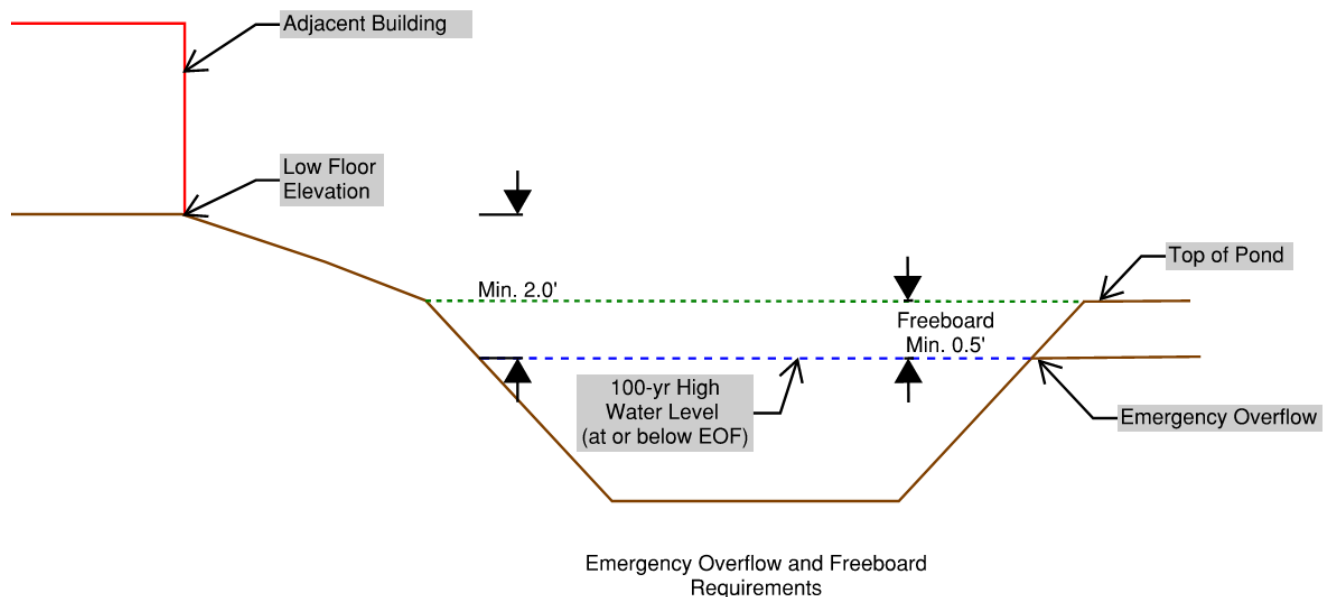 Adjacent Building
Low Floor
Elevation
Top of Pond
Min. 2.0'
Freeboard
Min. 0.5'
100-yr High
Water Level
(at or below EOF)
Emergency Overflow
Emergency Overflow and Freeboard
Requirements